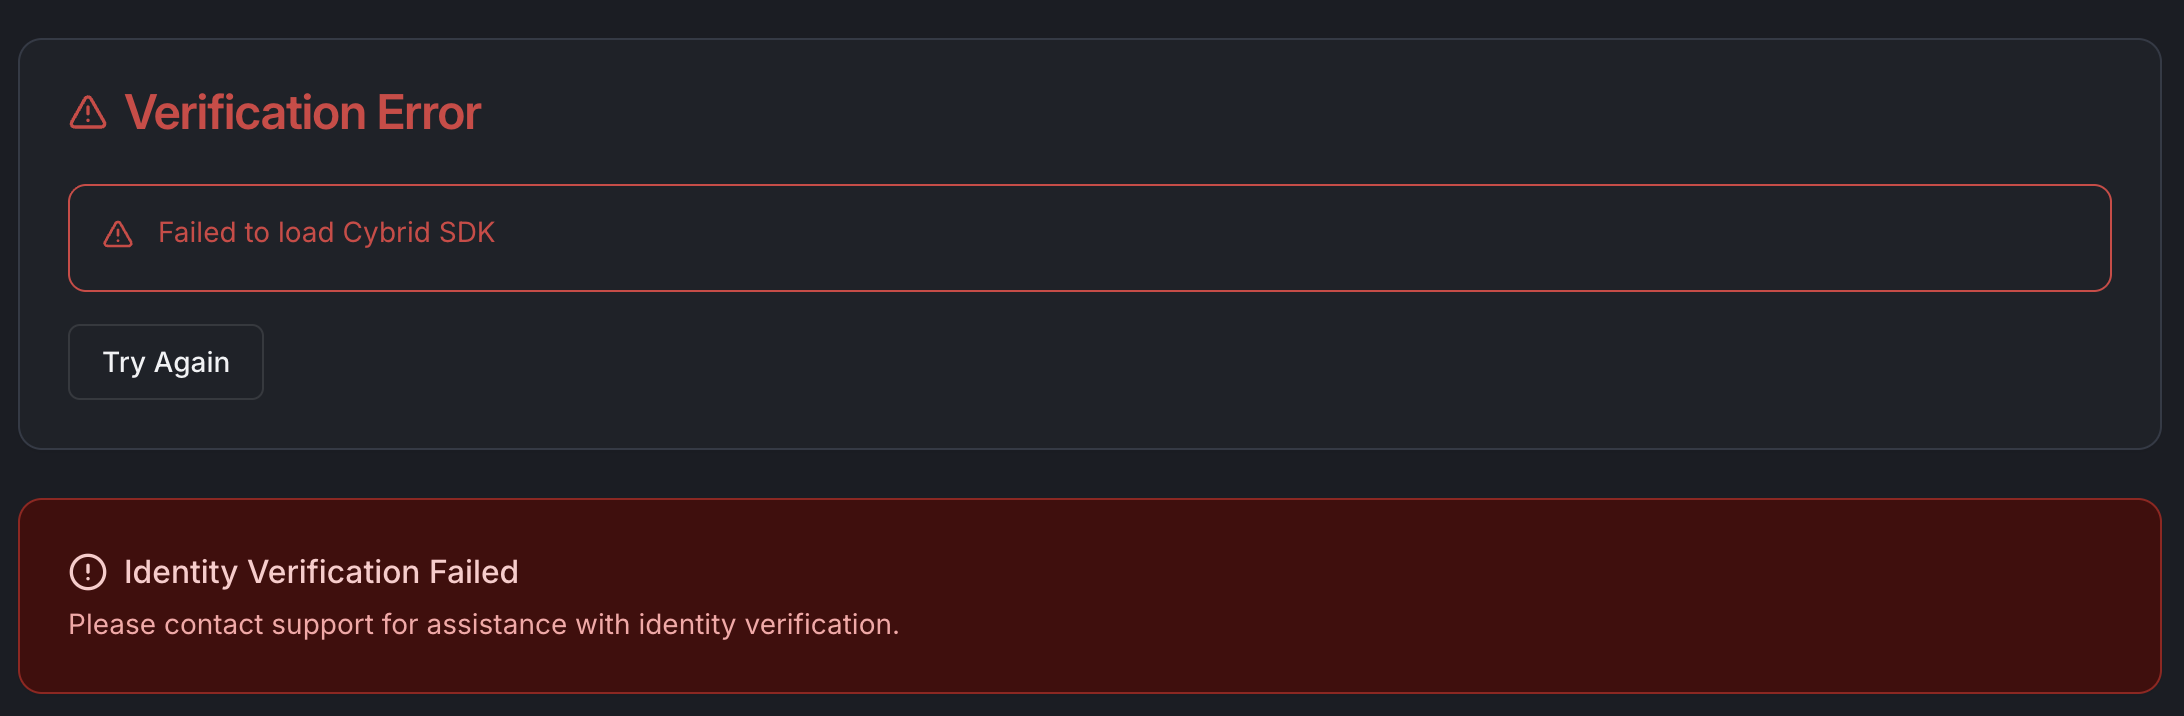 Verification Error
Failed to load Cybrid SDK
Try Again
Identity Verification Failed
Please contact support for assistance with identity verification.